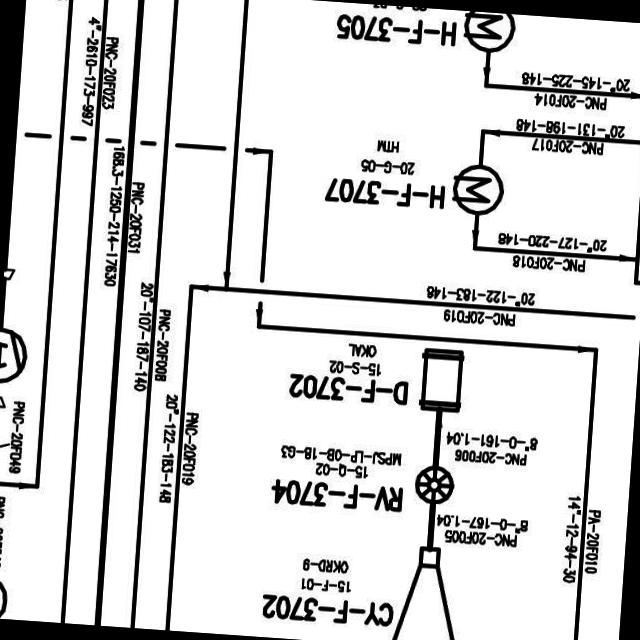 H-F-3705
20"-145-225-148
PNC-20F014
20"-131-198-148
PNC-20F017
HTM
20-G-05
H-F-3707
20"-127-220-148
PNC-20F018
20"-122-183-148
PNC-20F019
OKAL
15-S-02
D-F-3702
8"-0-161-1.04
PNC-20F006
MPSJ-LP-0B-18-G3
15-Q-02
RV-F-3704
8"-0-167-1.04
PNC-20F005
OKRD-9
15-F-01
CY-F-3702
PNC-20F023
4"-2610-173-997
PNC-20F031
168.3-1250-214-17630
PNC-20F008
20"-107-187-140
PNC-20F019
20"-122-183-148
PA-20F010
14"-12-94-30
PNC-20F049